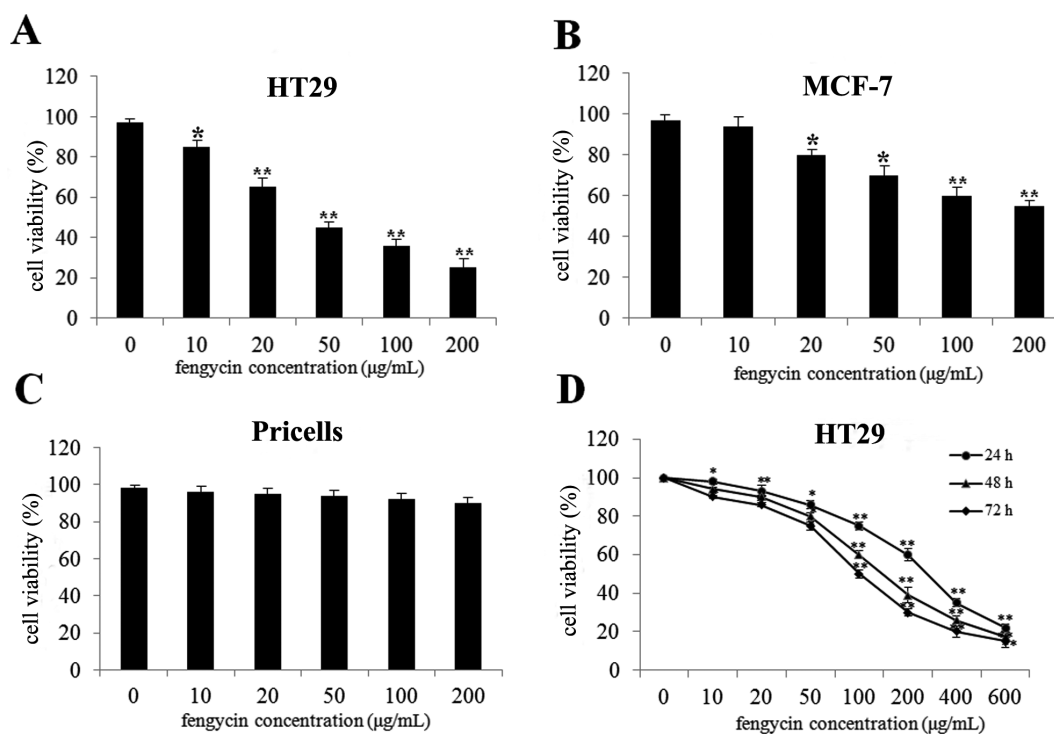 A
HT29
cell viability (%)
120
100
80
60
40
20
0
* ** ** ** **
0 10 20 50 100 200
fengycin concentration (µg/mL)
B
MCF-7
cell viability (%)
120
100
80
60
40
20
0
* * ** **
0 10 20 50 100 200
fengycin concentration (µg/mL)
C
Pricells
cell viability (%)
120
100
80
60
40
20
0
0 10 20 50 100 200
fengycin concentration (µg/mL)
D
HT29
24 h
48 h
72 h
cell viability (%)
120
100
80
60
40
20
0
* ** * ** ** ** **
** ** **
** **
0 10 20 50 100 200 400 600
fengycin concentration (µg/mL)